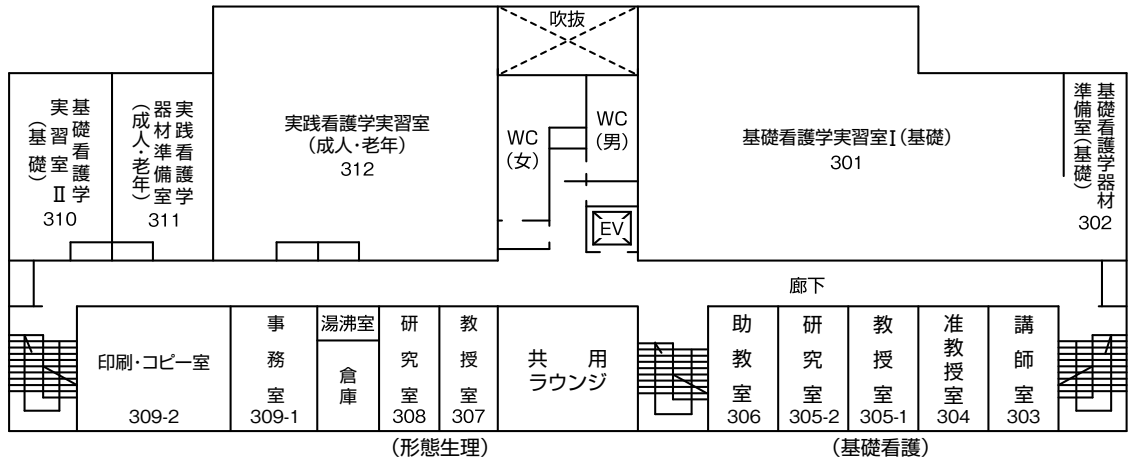 吹抜
基礎看護学
実習室Ⅱ
(基礎)
310
実践看護学
器材準備室
(成人・老年)
311
実践看護学実習室
(成人・老年)
312
WC
(女)
WC
(男)
EV
基礎看護学実習室Ⅰ(基礎)
301
基礎看護学器材
準備室(基礎)
302
廊下
印刷・コピー室
309-2
事務室
309-1
湯沸室
倉庫
研究室
308
教授室
307
共用
ラウンジ
助教室
306
研究室
305-2
教授室
305-1
准教授室
304
講師室
303
(形態生理)
(基礎看護)